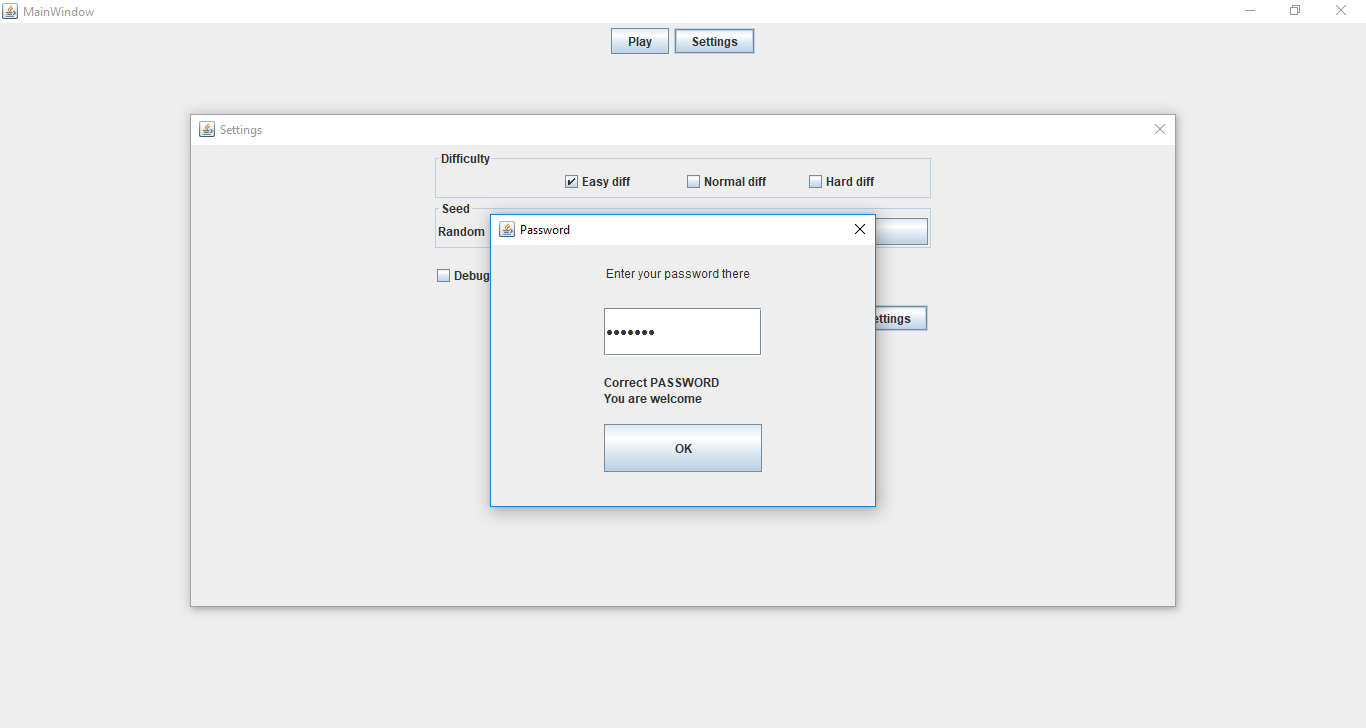 MainWindow
Play Settings
Settings
Difficulty
Easy diff Normal diff Hard diff
Seed
Random
Password
Debug
Enter your password there
ettings
•••••••
Correct PASSWORD
You are welcome
OK